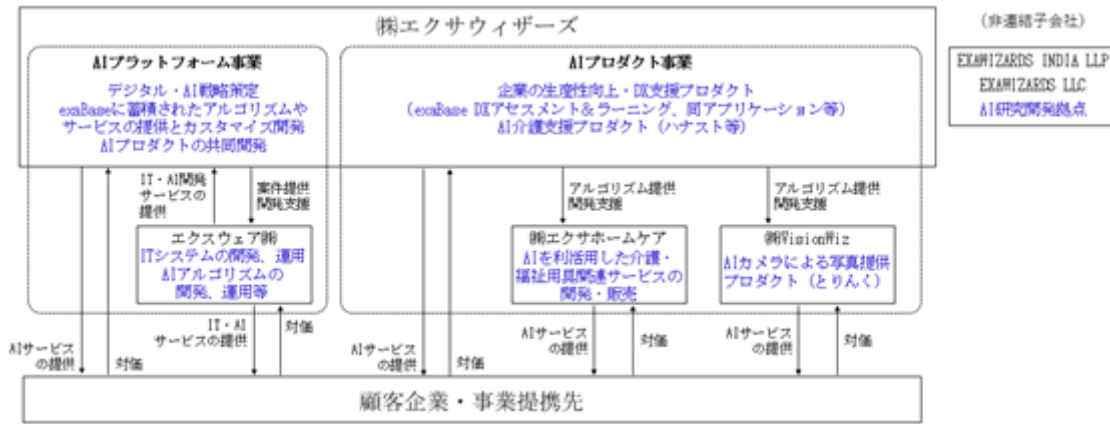 ㈱エクサウィザーズ
(非連結子会社)
EXAWIZARDS INDIA LLP
EXAWIZARDS LLC
AI研究開発拠点
AIプラットフォーム事業
デジタル・AI戦略策定
exaBaseに蓄積されたアルゴリズムや
サービスの提供とカスタマイズ開発
AIプロダクトの共同開発
AIプロダクト事業
企業の生産性向上・DX支援プロダクト
(exaBase DXアセスメント&ラーニング、同アプリケーション等)
AI介護支援プロダクト(ハナスト等)
IT・AI開発
サービスの
提供
案件提供
開発支援
アルゴリズム提供
開発支援
アルゴリズム提供
開発支援
エクスウェア㈱
ITシステムの開発、運用
AIアルゴリズムの
開発、運用等
㈱エクサホームケア
AIを利活用した介護・
福祉用具関連サービスの
開発・販売
㈱VisionWiz
AIカメラによる写真提供
プロダクト(とりんく)
AIサービス
の提供
対価
IT・AI
サービスの提供
対価
AIサービス
の提供
対価
AIサービス
の提供
対価
AIサービス
の提供
対価
顧客企業・事業提携先